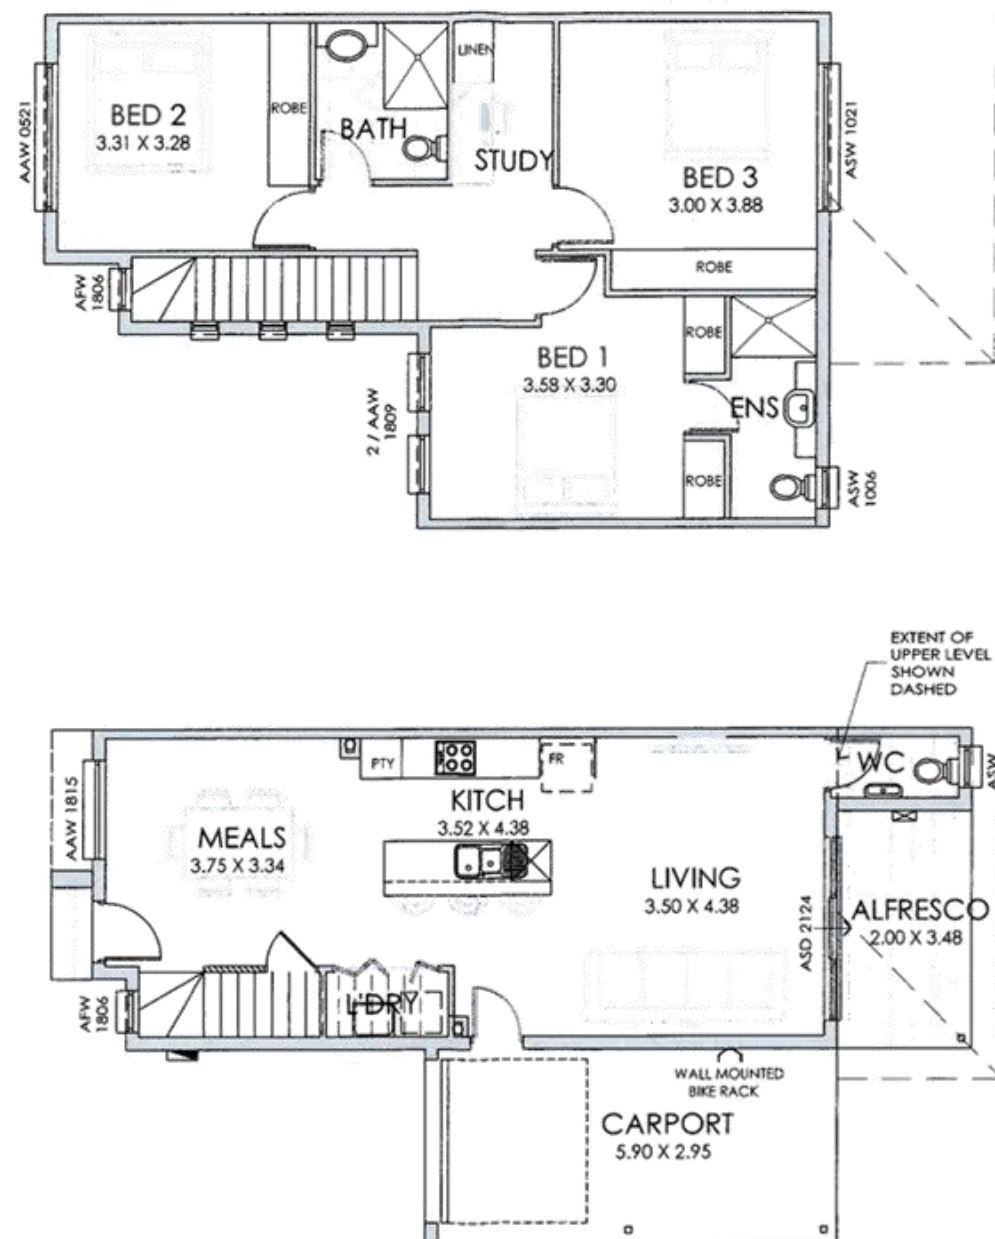 BED 2
3.31 X 3.28
AAW 0521
ROBE
BATH
LINEN
STUDY
BED 3
3.00 X 3.88
ASW 1021
ROBE
AFW
1806
BED 1
3.58 X 3.30
2 / AAW
1809
ROBE
ENS
ROBE
ASW
1006
EXTENT OF
UPPER LEVEL
SHOWN
DASHED
AAW 1815
MEALS
3.75 X 3.34
PTY
KITCH
3.52 X 4.38
FR
WC
ASW
LIVING
3.50 X 4.38
ASD 2124
ALFRESCO
2.00 X 3.48
AFW
1806
L'DRY
WALL MOUNTED
BIKE RACK
CARPORT
5.90 X 2.95